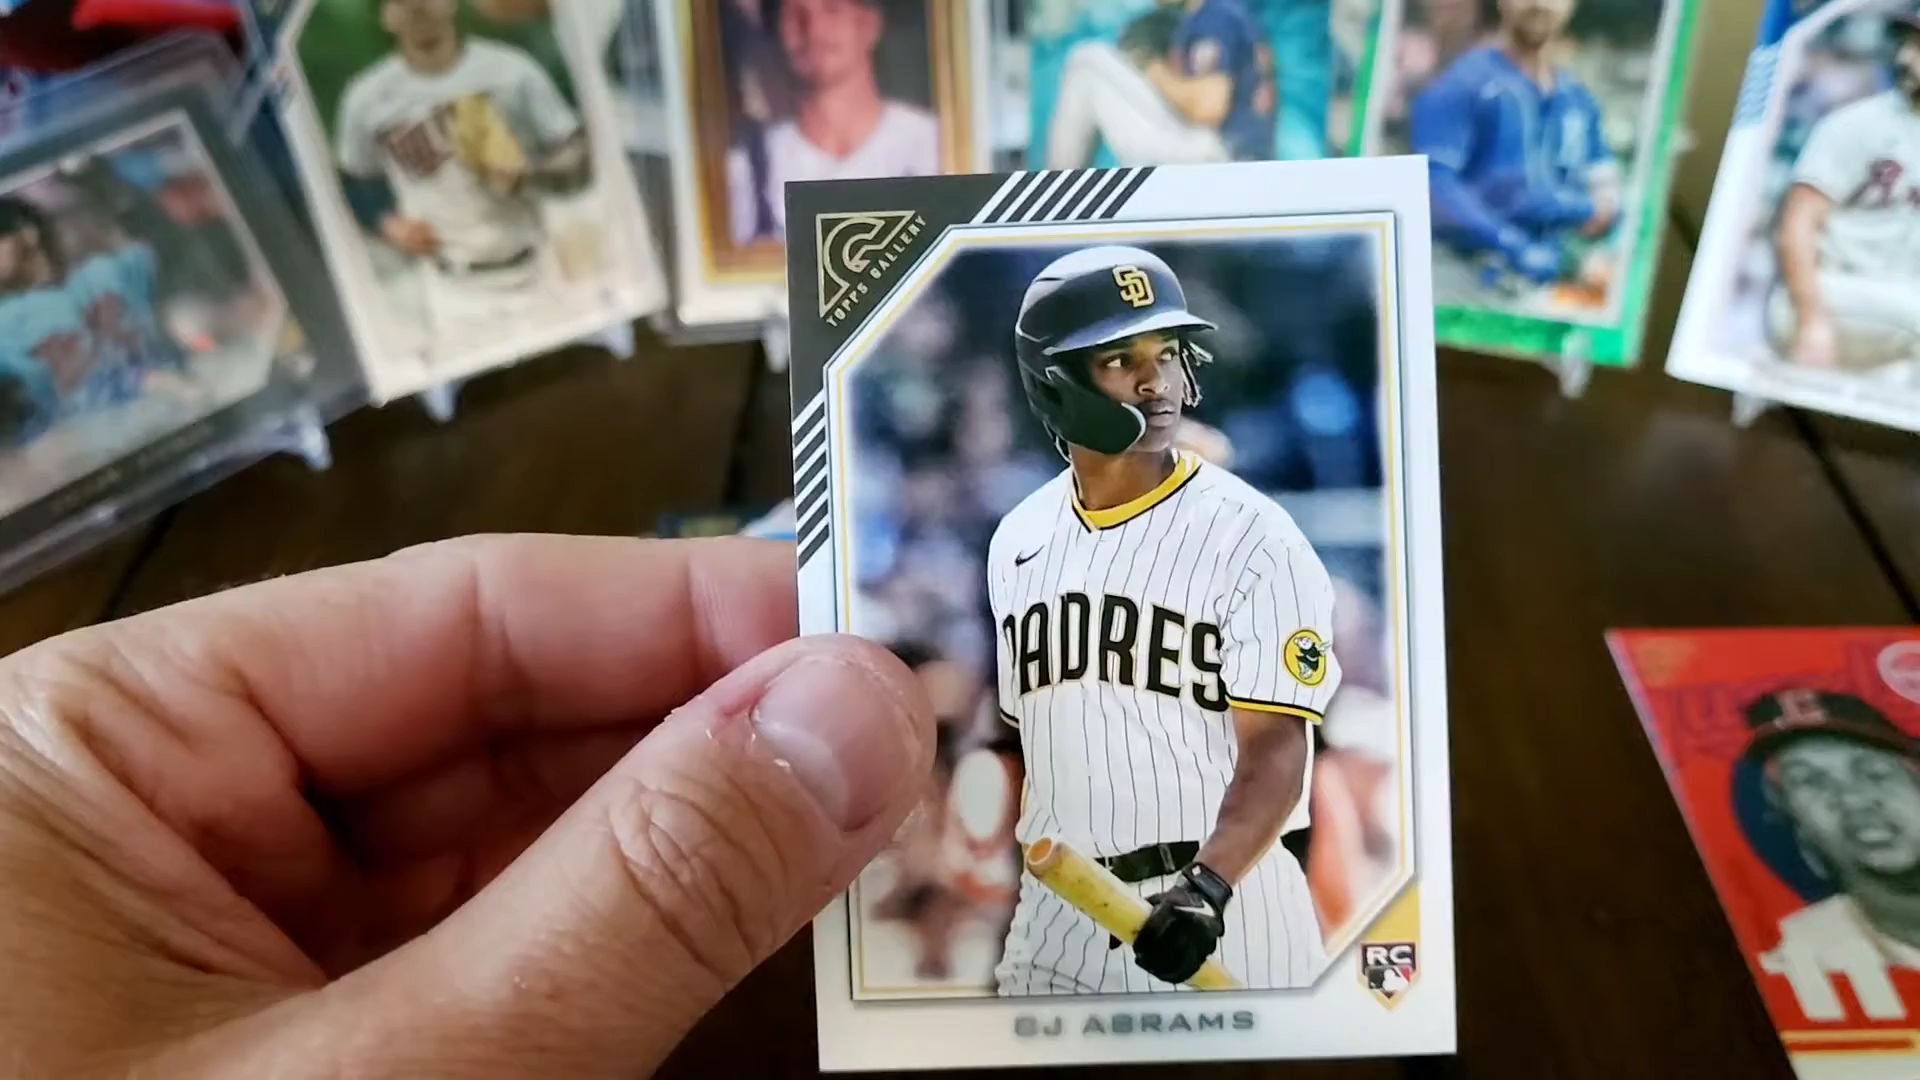 TOPPS GALLERY
SD
PADRES
RC
CJ ABRAMS